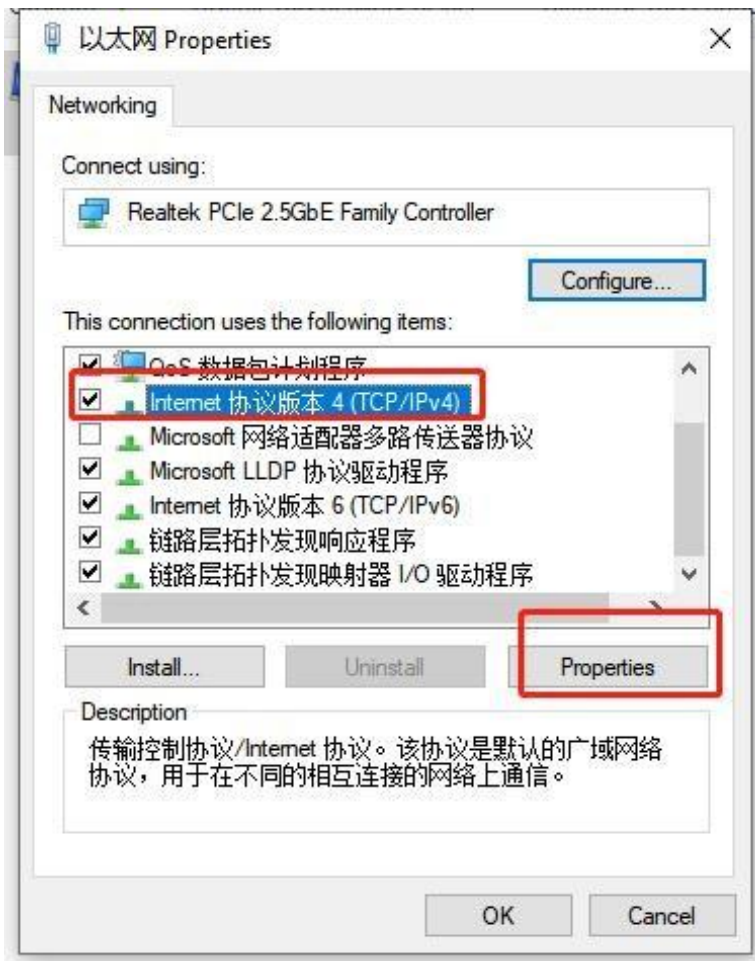 以太网 Properties
Networking
Connect using:
Realtek PCIe 2.5GbE Family Controller
Configure...
This connection uses the following items:
QoS 数据包计划程序
Internet 协议版本 4 (TCP/IPv4)
Microsoft 网络适配器多路传送器协议
Microsoft LLDP 协议驱动程序
Internet 协议版本 6 (TCP/IPv6)
链路层拓扑发现响应程序
链路层拓扑发现映射器 I/O 驱动程序
Install...
Uninstall
Properties
Description
传输控制协议/Internet 协议。该协议是默认的广域网络
协议，用于在不同的相互连接的网络上通信。
OK
Cancel